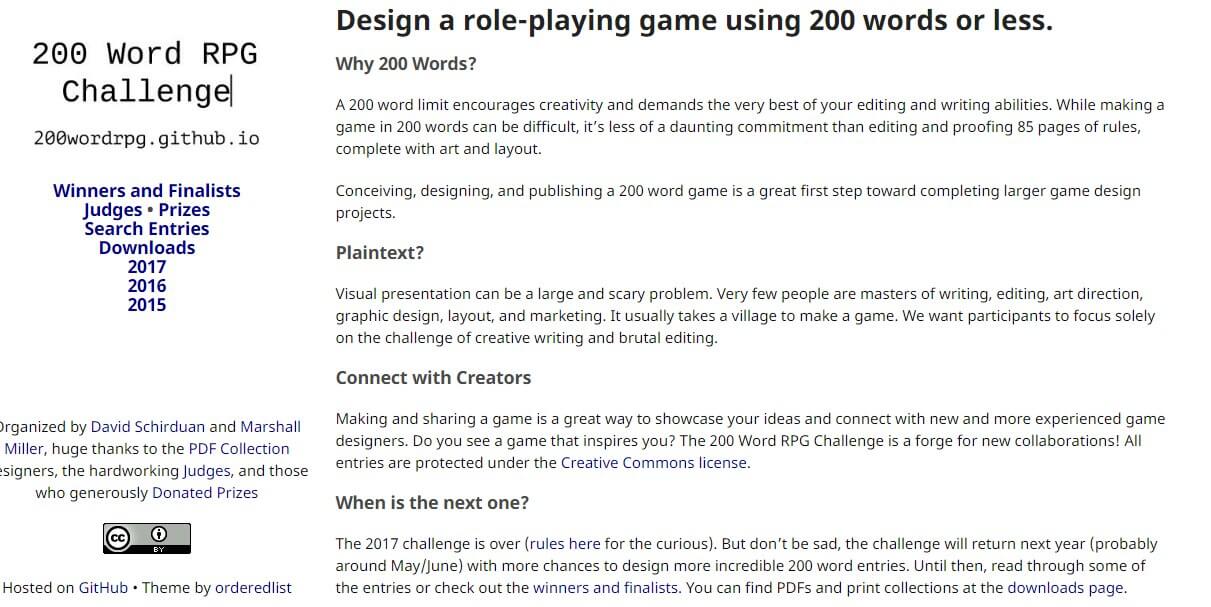 200 Word RPG
Challenge
200wordrpg.github.io
Winners and Finalists
Judges • Prizes
Search Entries
Downloads
2017
2016
2015
Organized by David Schirduan and Marshall
Miller, huge thanks to the PDF Collection
esigners, the hardworking Judges, and those
who generously Donated Prizes
cc BY
Hosted on GitHub • Theme by orderedlist
Design a role-playing game using 200 words or less.
Why 200 Words?
A 200 word limit encourages creativity and demands the very best of your editing and writing abilities. While making a
game in 200 words can be difficult, it’s less of a daunting commitment than editing and proofing 85 pages of rules,
complete with art and layout.
Conceiving, designing, and publishing a 200 word game is a great first step toward completing larger game design
projects.
Plaintext?
Visual presentation can be a large and scary problem. Very few people are masters of writing, editing, art direction,
graphic design, layout, and marketing. It usually takes a village to make a game. We want participants to focus solely
on the challenge of creative writing and brutal editing.
Connect with Creators
Making and sharing a game is a great way to showcase your ideas and connect with new and more experienced game
designers. Do you see a game that inspires you? The 200 Word RPG Challenge is a forge for new collaborations! All
entries are protected under the Creative Commons license.
When is the next one?
The 2017 challenge is over (rules here for the curious). But don’t be sad, the challenge will return next year (probably
around May/June) with more chances to design more incredible 200 word entries. Until then, read through some of
the entries or check out the winners and finalists. You can find PDFs and print collections at the downloads page.